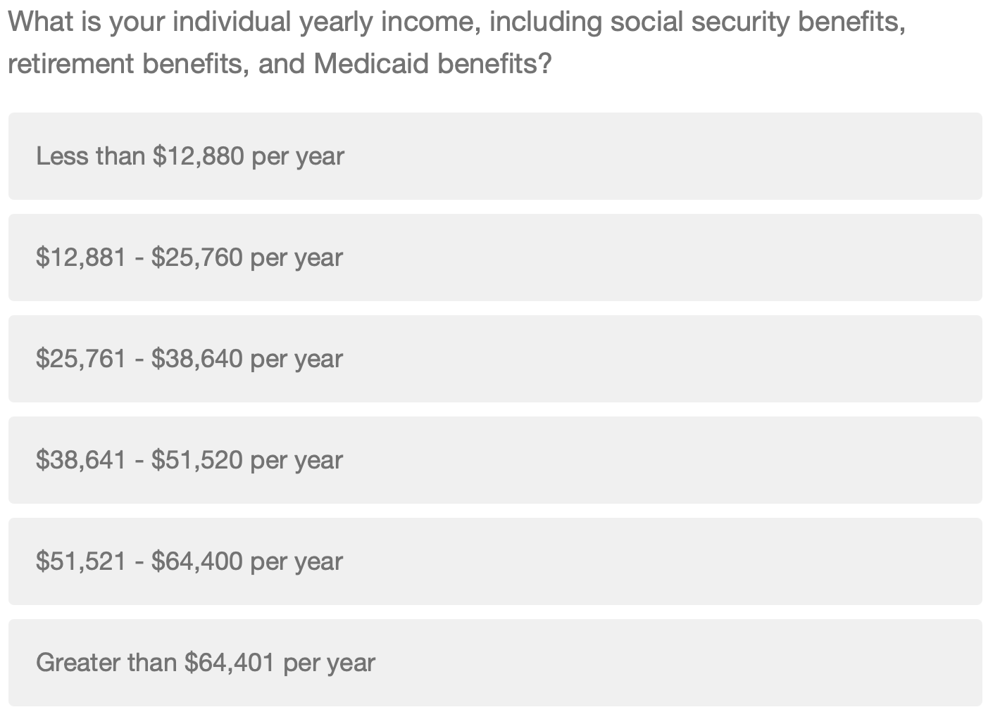 What is your individual yearly income, including social security benefits,
retirement benefits, and Medicaid benefits?
Less than $12,880 per year
$12,881 - $25,760 per year
$25,761 - $38,640 per year
$38,641 - $51,520 per year
$51,521 - $64,400 per year
Greater than $64,401 per year